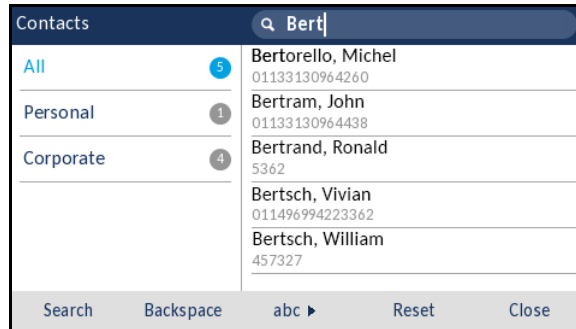 Contacts
Bert
All 5
Personal 1
Corporate 4
Bertorello, Michel
01133130964260
Bertram, John
01133130964438
Bertrand, Ronald
5362
Bertsch, Vivian
011496994223362
Bertsch, William
457327
Search Backspace abc Reset Close